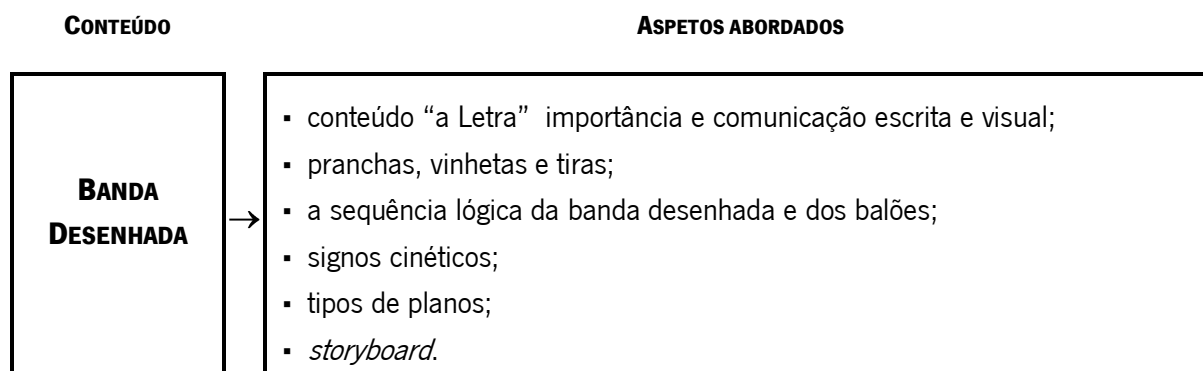 CONTEÚDO
ASPETOS ABORDADOS
BANDA
DESENHADA
→
▪ conteúdo “a Letra” importância e comunicação escrita e visual;
▪ pranchas, vinhetas e tiras;
▪ a sequência lógica da banda desenhada e dos balões;
▪ signos cinéticos;
▪ tipos de planos;
▪ storyboard.